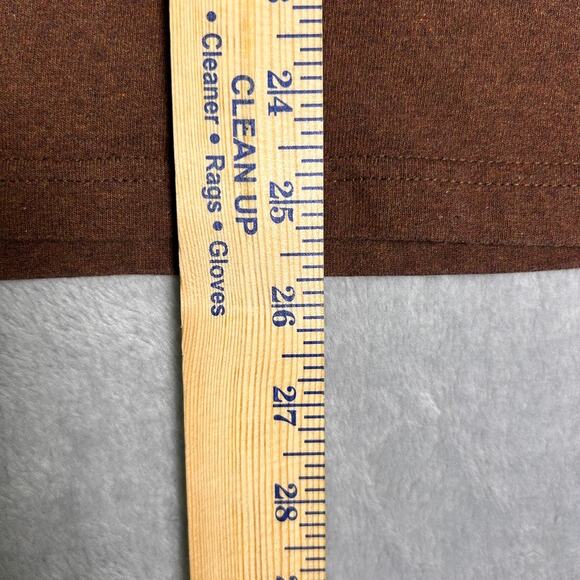 CLEAN UP
• Cleaner • Rags • Gloves
24
25
26
27
28